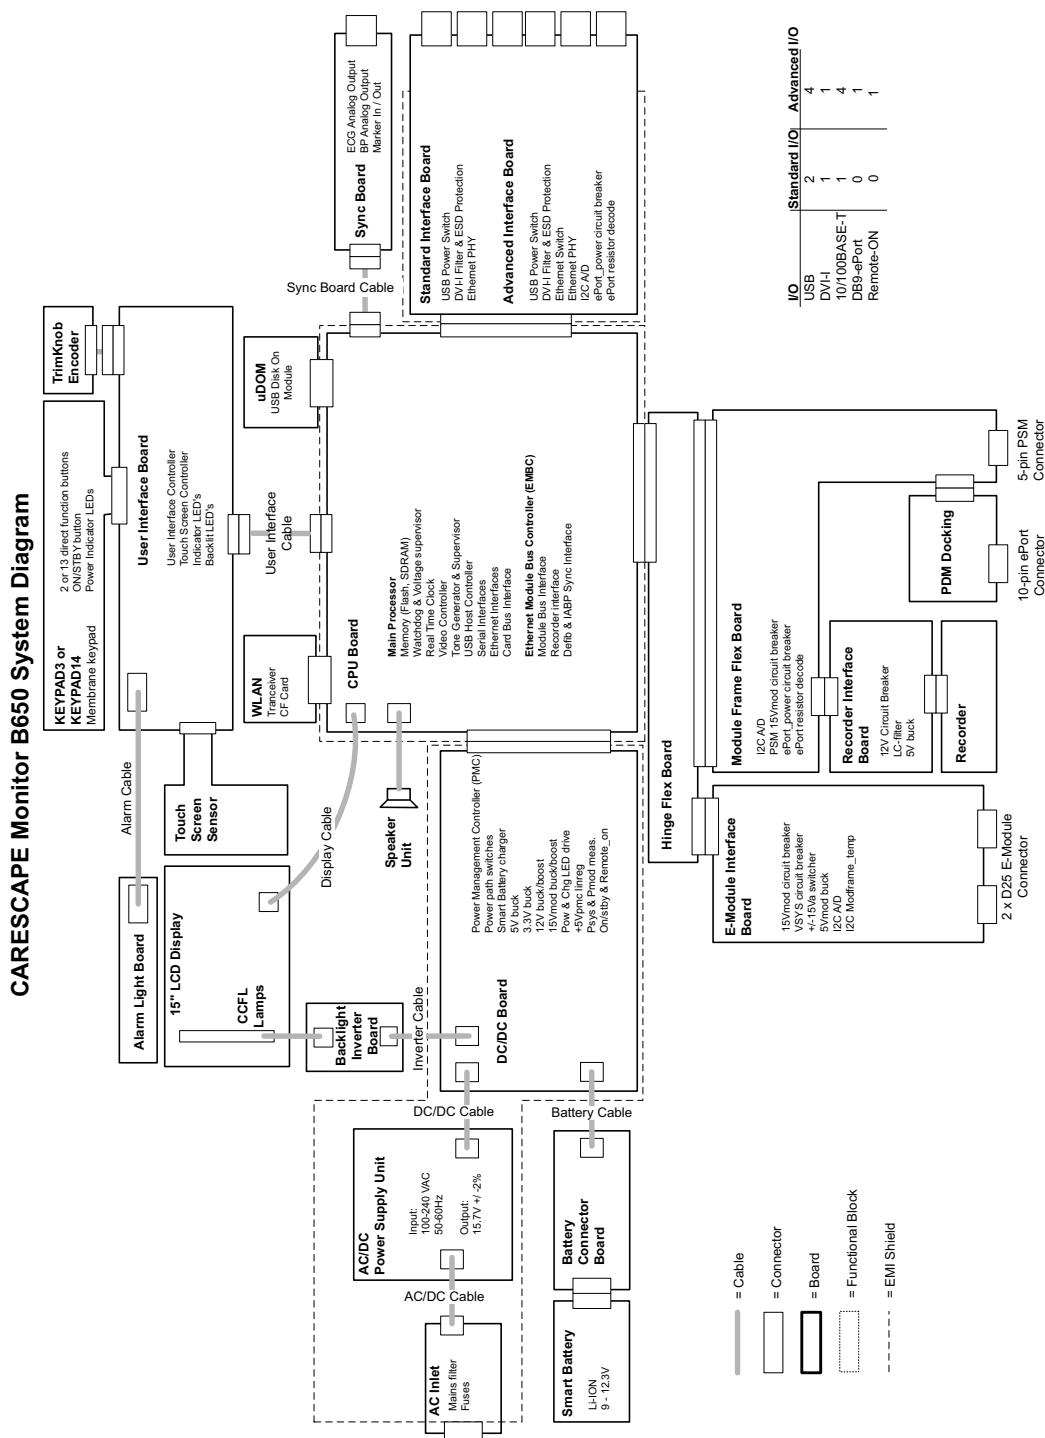 CARESCAPE Monitor B650 System Diagram
KEYPAD3 or
KEYPAD14
Membrane keypad
2 or 13 direct function buttons
ON/STBY button
Power Indicator LEDs
TrimKnob
Encoder
Alarm Light Board
Alarm Cable
User Interface Board
User Interface Controller
Touch Screen Controller
Indicator LED's
Backlit LED's
15" LCD Display
CCFL
Lamps
Touch
Screen
Sensor
User Interface
Cable
Display Cable
Backlight
Inverter
Board
Inverter Cable
WLAN
Tranceiver
CF Card
uDOM
USB Disk On
Module
Sync Board Cable
Sync Board
ECG Analog Output
BP Analog Output
Marker In / Out
AC Inlet
Mains filter
Fuses
AC/DC Cable
AC/DC
Power Supply Unit
Input:
100-240 VAC
50-60Hz
Output:
15.7V +/ -2%
DC/DC Cable
Speaker
Unit
CPU Board
Main Processor
Memory (Flash, SDRAM)
Watchdog & Voltage supervisor
Real Time Clock
Video Controller
Tone Generator & Supervisor
USB Host Controller
Serial Interfaces
Ethernet Interfaces
Card Bus Interface
Ethernet Module Bus Controller (EMBC)
Module Bus Interface
Recorder interface
Defib & IABP Sync Interface
Standard Interface Board
USB Power Switch
DVI-I Filter & ESD Protection
Ethernet PHY
Advanced Interface Board
USB Power Switch
DVI-I Filter & ESD Protection
Ethernet Switch
Ethernet PHY
I2C A/D
ePort_power circuit breaker
ePort resistor decode
DC/DC Board
Power Management Controller (PMC)
Power path switches
Smart Battery charger
5V buck
3.3V buck
12V buck/boost
15Vmod buck/boost
Pow & Chg LED drive
+5Vpmc linreg
Psys & Pmod meas.
On/stby & Remote_on
Smart Battery
Li-ION
9 - 12.3V
Battery
Connector
Board
Battery Cable
Hinge Flex Board
E-Module Interface
Board
15Vmod circuit breaker
VSYS circuit breaker
+/-15Va switcher
5Vmod buck
I2C A/D
I2C Modframe_temp
2 x D25 E-Module
Connector
Module Frame Flex Board
I2C A/D
PSM 15Vmod circuit breaker
ePort_power circuit breaker
ePort resistor decode
Recorder Interface
Board
12V Circuit Breaker
LC-filter
5V buck
Recorder
PDM Docking
10-pin ePort
Connector
5-pin PSM
Connector
= Cable
= Connector
= Board
= Functional Block
= EMI Shield
I/O Standard I/O Advanced I/O
USB 2 4
DVI-I 1 1
10/100BASE-T 1 4
DB9-ePort 0 1
Remote-ON 0 1